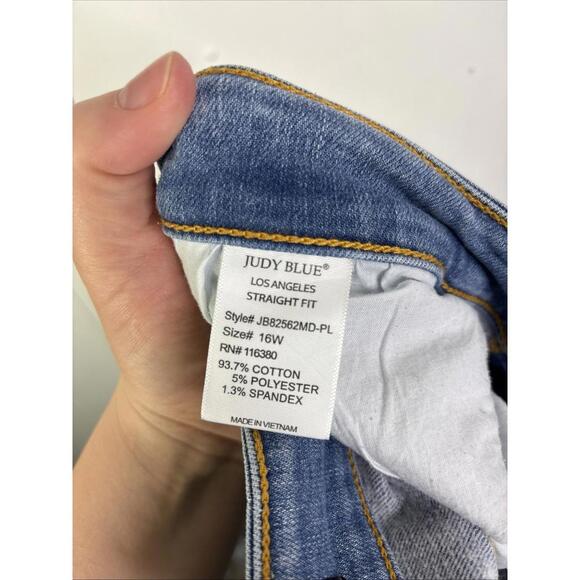 JUDY BLUE®
LOS ANGELES
STRAIGHT FIT
Style# JB82562MD-PL
Size# 16W
RN# 116380
93.7% COTTON
5% POLYESTER
1.3% SPANDEX
MADE IN VIETNAM